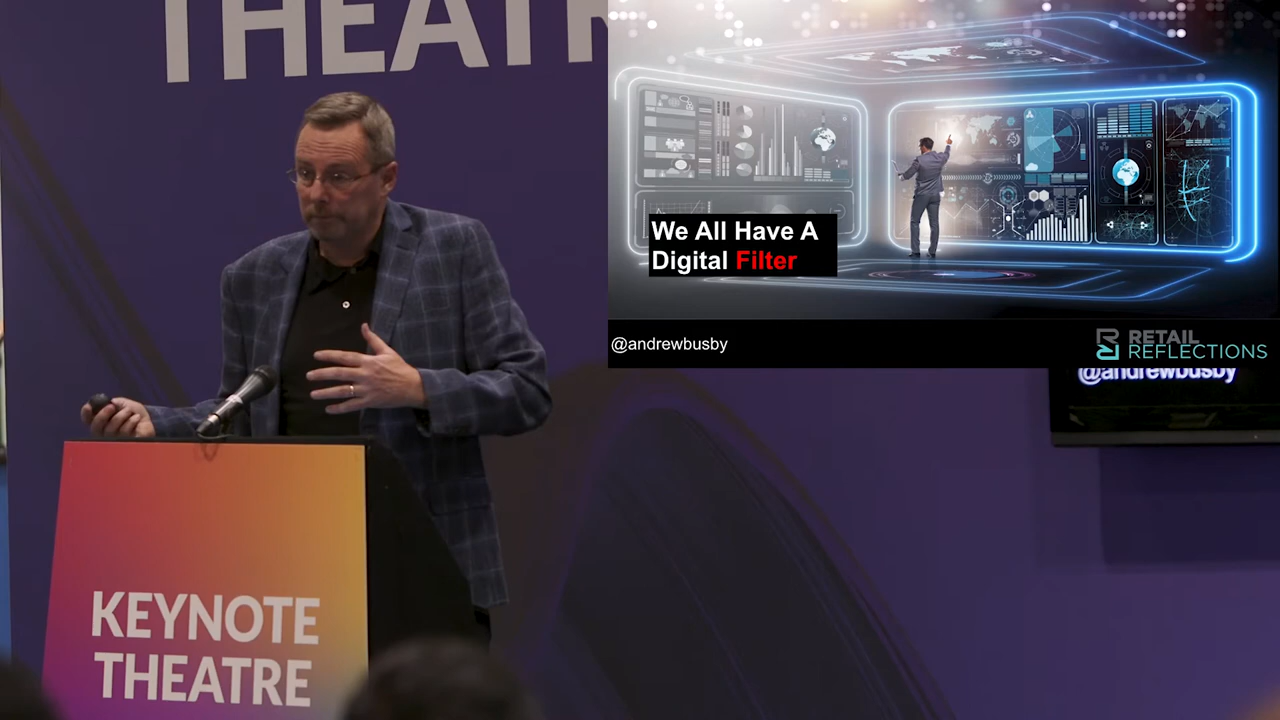 THEATR
We All Have A
Digital Filter
@andrewbusby
RETAIL
REFLECTIONS
@andrewbusby
KEYNOTE
THEATRE